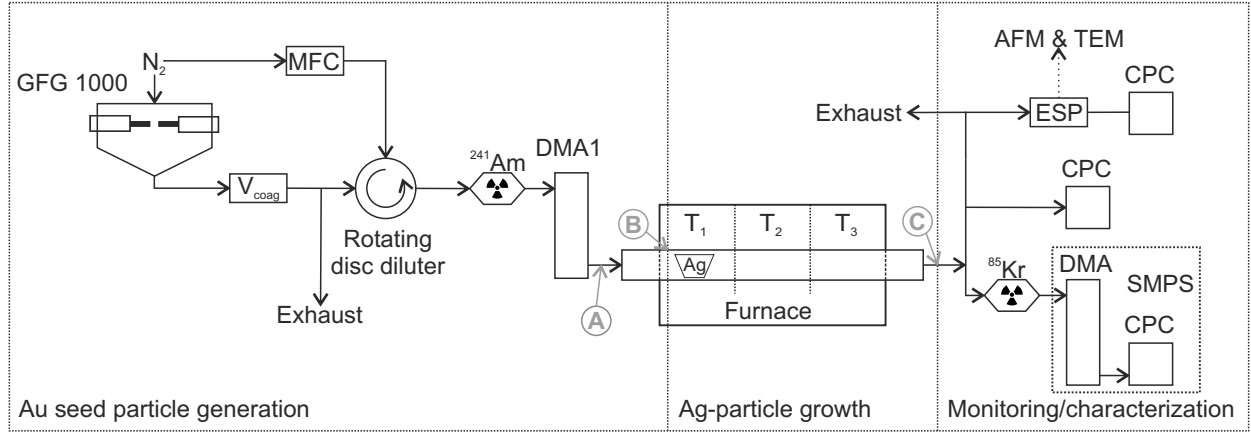 N₂
MFC
GFG 1000
V_coag
Exhaust
Rotating
disc diluter
²⁴¹Am
DMA1
A
Au seed particle generation
B
T₁
T₂
T₃
Ag
Furnace
C
Ag-particle growth
AFM & TEM
Exhaust
ESP
CPC
CPC
⁸⁵Kr
DMA
SMPS
CPC
Monitoring/characterization